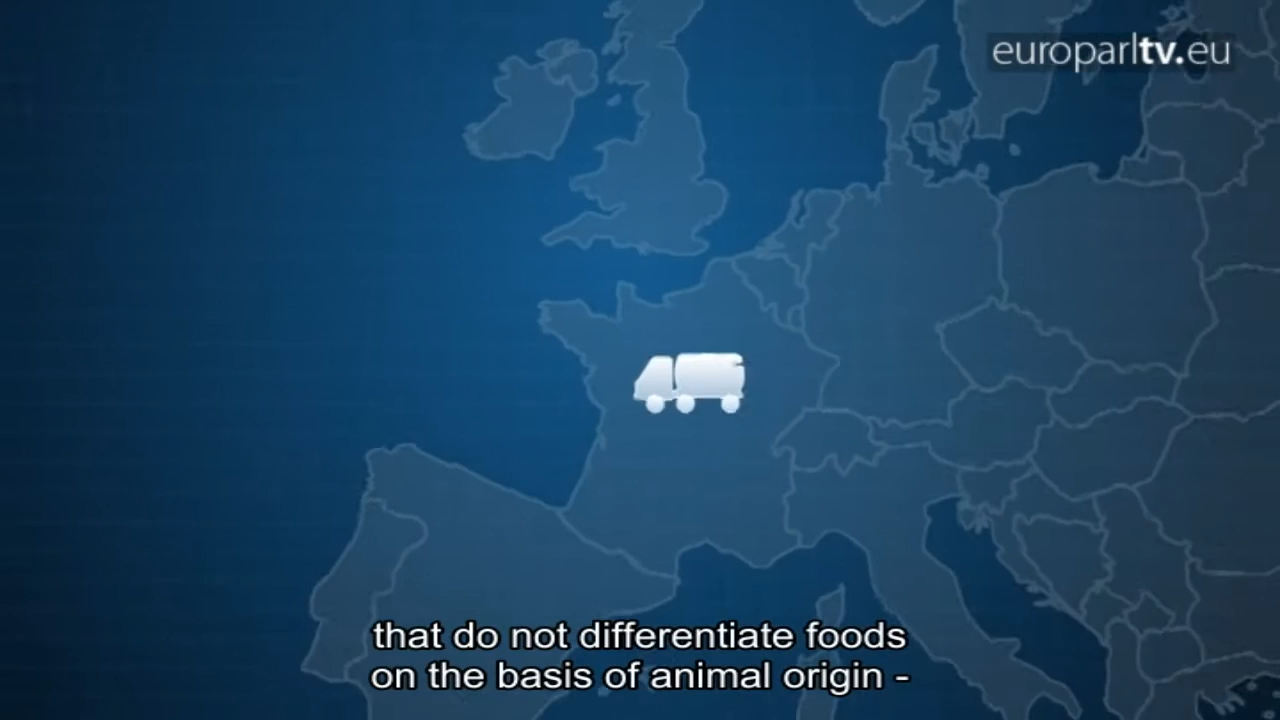 europarltv.eu
that do not differentiate foods
on the basis of animal origin -